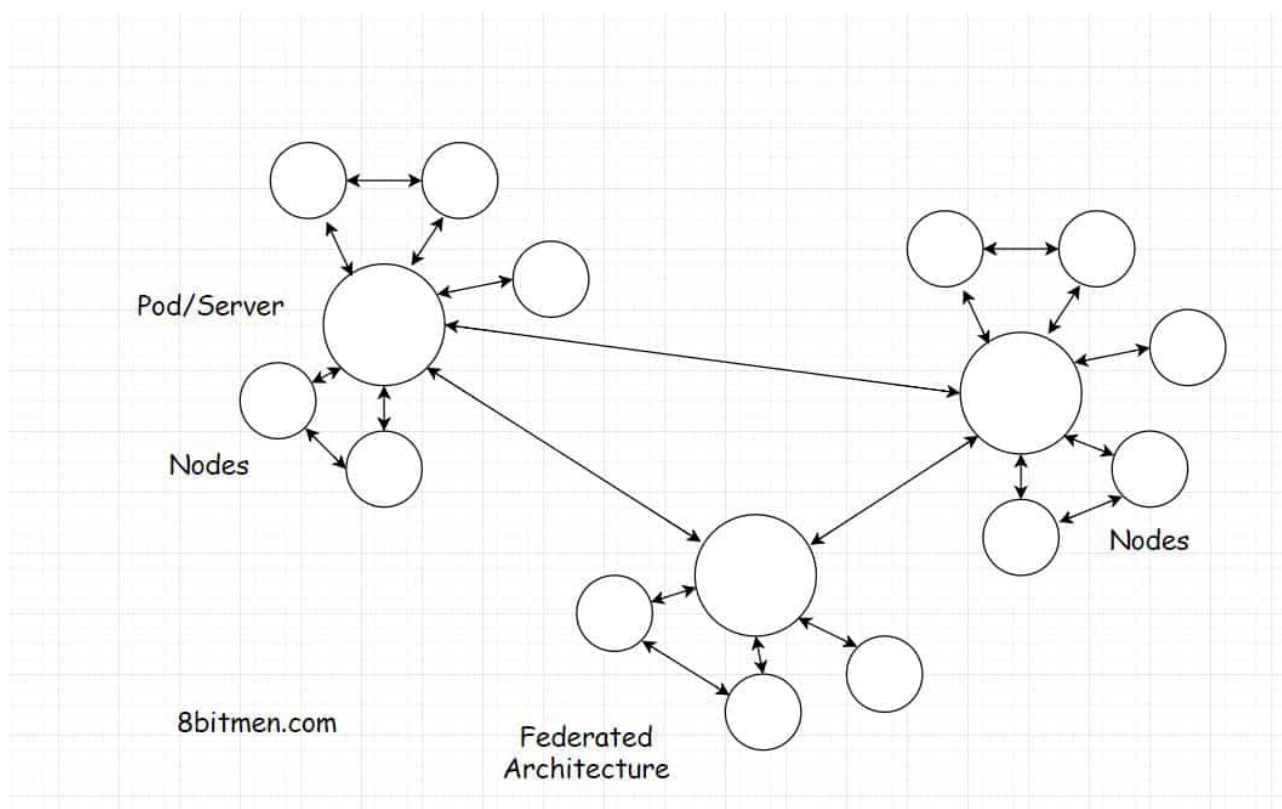 Pod/Server
Nodes
Nodes
8bitmen.com
Federated
Architecture